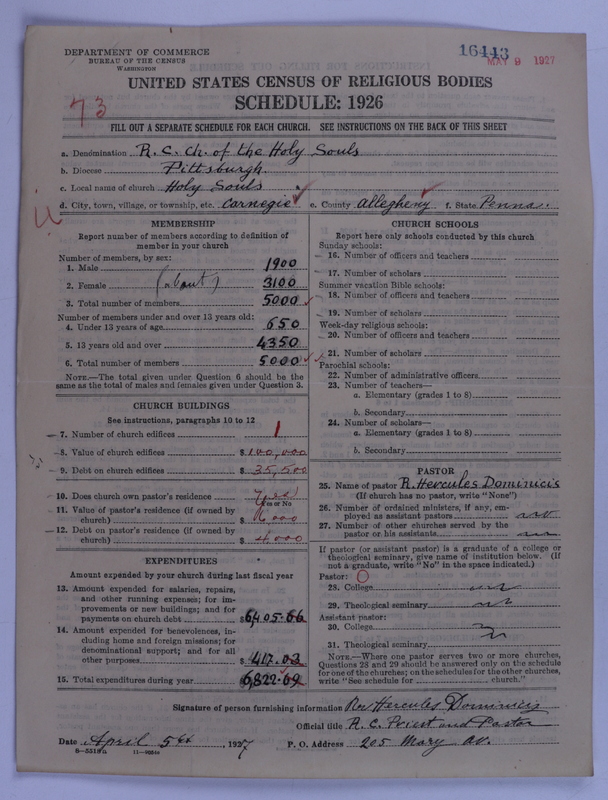 DEPARTMENT OF COMMERCE
BUREAU OF THE CENSUS
WASHINGTON
16443
MAY 9 1927
UNITED STATES CENSUS OF RELIGIOUS BODIES
SCHEDULE: 1926
73
FILL OUT A SEPARATE SCHEDULE FOR EACH CHURCH. SEE INSTRUCTIONS ON THE BACK OF THIS SHEET
a. Denomination R. C. Ch. of the Holy Souls
b. Diocese Pittsburgh.
c. Local name of church Holy Souls
d. City, town, village, or township, etc. Carnegie e. County Allegheny f. State Penna.
MEMBERSHIP
Report number of members according to definition of
member in your church
Number of members, by sex:
1. Male 1900
2. Female (about) 3100
3. Total number of members 5000
Number of members under and over 13 years old:
4. Under 13 years of age 650
5. 13 years old and over 4350
6. Total number of members 5000
NOTE.—The total given under Question 6 should be the
same as the total of males and females given under Question 3.
CHURCH BUILDINGS
See instructions, paragraphs 10 to 12
7. Number of church edifices 1
8. Value of church edifices $100,000
9. Debt on church edifices $35,500
10. Does church own pastor's residence Yes
Yes or No
11. Value of pastor's residence (if owned by
church) $ 16000
12. Debt on pastor's residence (if owned by
church) $ 4,000
EXPENDITURES
Amount expended by your church during last fiscal year
13. Amount expended for salaries, repairs,
and other running expenses; for im-
provements or new buildings; and for
payments on church debt $6405.66
14. Amount expended for benevolences, in-
cluding home and foreign missions; for
denominational support; and for all
other purposes $ 417.03
15. Total expenditures during year $6,822.69
CHURCH SCHOOLS
Report here only schools conducted by this church
Sunday schools:
16. Number of officers and teachers
17. Number of scholars
Summer vacation Bible schools:
18. Number of officers and teachers
19. Number of scholars
Week-day religious schools:
20. Number of officers and teachers
21. Number of scholars
Parochial schools:
22. Number of administrative officers
23. Number of teachers—
a. Elementary (grades 1 to 8)
b. Secondary
24. Number of scholars—
a. Elementary (grades 1 to 8)
b. Secondary
PASTOR
25. Name of pastor R. Hercules Dominicis
(If church has no pastor, write "None")
26. Number of ordained ministers, if any, em-
ployed as assistant pastors
27. Number of other churches served by the
pastor or his assistants
If pastor (or assistant pastor) is a graduate of a college or
theological seminary, give name of institution below. (If
not a graduate, write "No" in the space indicated.)
Pastor: O
28. College
29. Theological seminary
Assistant pastor:
30. College
31. Theological seminary
NOTE.—Where one pastor serves two or more churches,
Questions 28 and 29 should be answered only on the schedule
for one of the churches; on the schedules for the other churches,
write "See schedule for church."
Signature of person furnishing information Rev Hercules Dominicis
Official title R. C. Priest and Pastor
Date April 5th, 1927 P. O. Address 205 Mary Av.